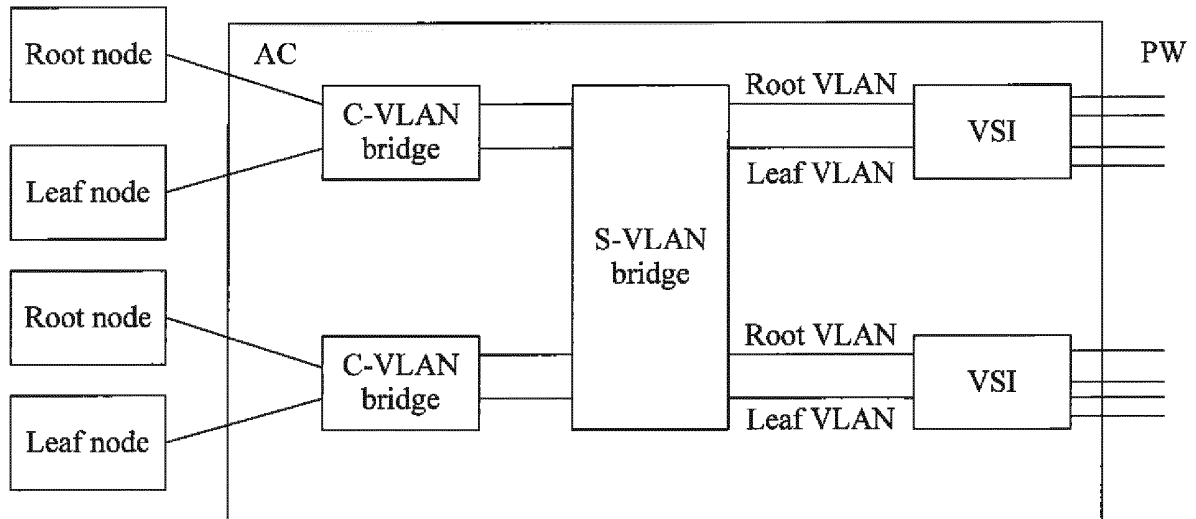 Root node
AC
PW
Root VLAN
C-VLAN
bridge
VSI
Leaf node
Leaf VLAN
S-VLAN
bridge
Root node
Root VLAN
C-VLAN
bridge
VSI
Leaf node
Leaf VLAN